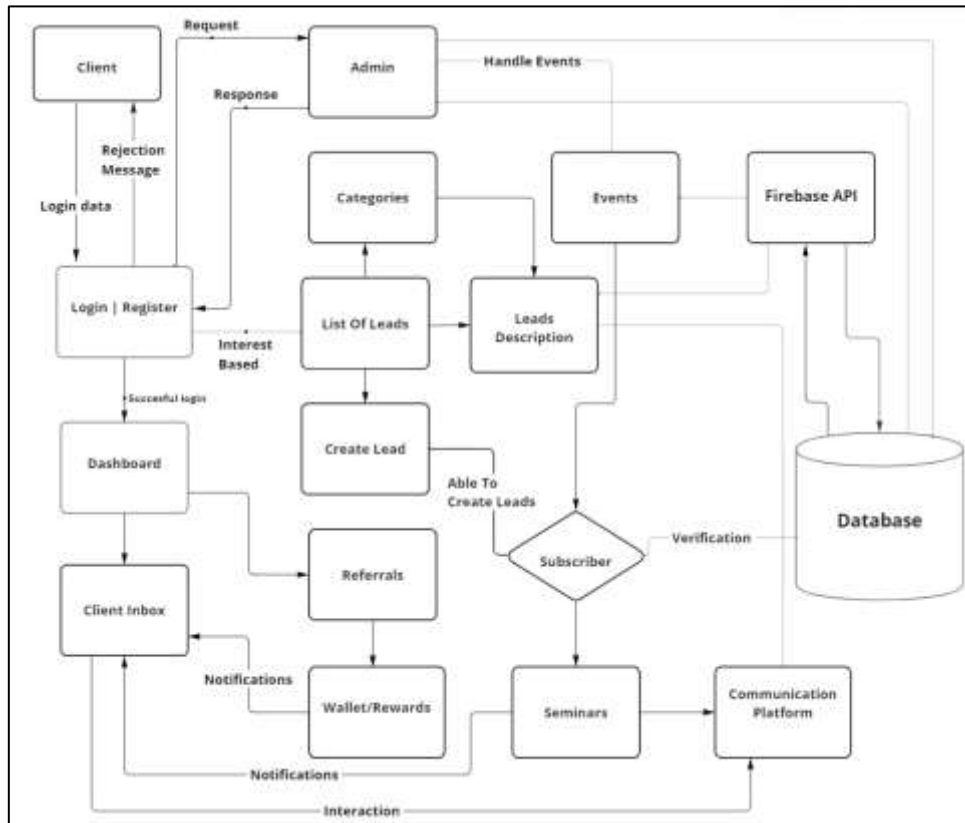 Request
Client
Admin
Handle Events
Response
Rejection
Message
Categories
Events
Firebase API
Login data
Login | Register
List Of Leads
Leads
Description
Interest
Based
Succesful login
Dashboard
Create Lead
Able To
Create Leads
Database
Verification
Subscriber
Referrals
Client Inbox
Notifications
Wallet/Rewards
Seminars
Communication
Platform
Notifications
Interaction